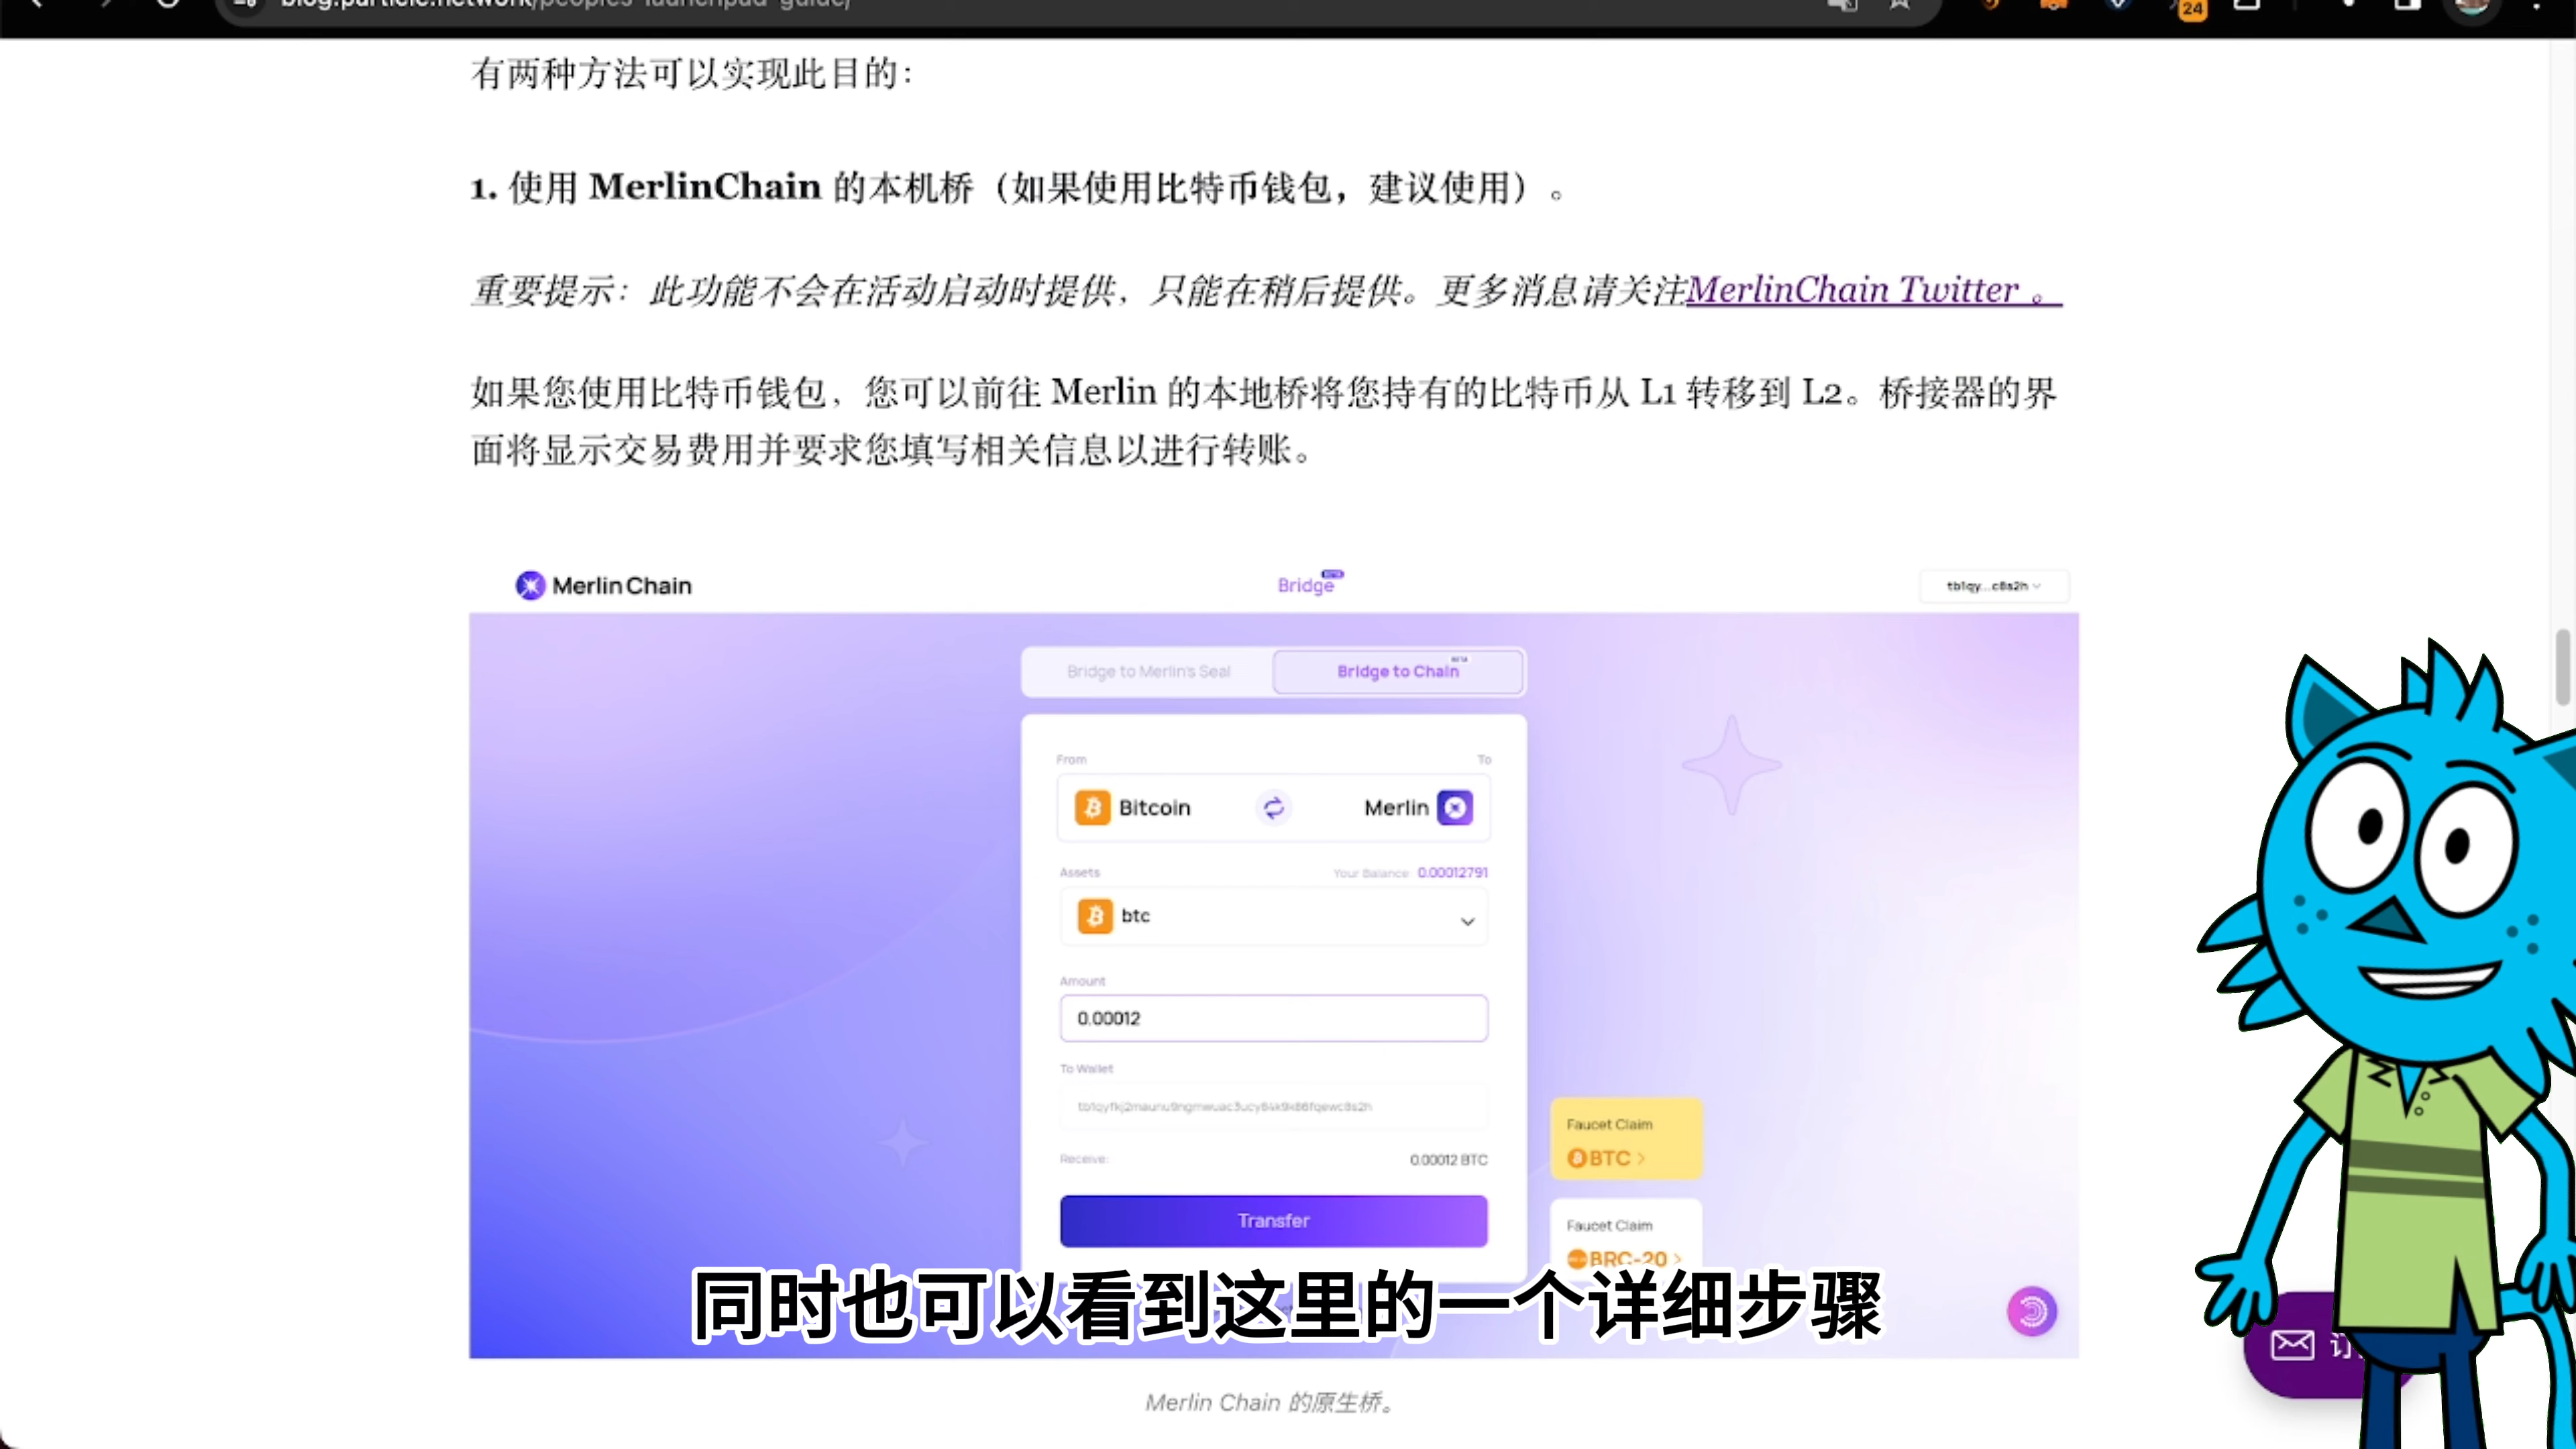 blog.particle.network/peoples-launchpad-guide/
24
有两种方法可以实现此目的：
1. 使用 MerlinChain 的本机桥（如果使用比特币钱包，建议使用）。
重要提示：此功能不会在活动启动时提供，只能在稍后提供。更多消息请关注MerlinChain Twitter 。
如果您使用比特币钱包，您可以前往 Merlin 的本地桥将您持有的比特币从 L1 转移到 L2。桥接器的界
面将显示交易费用并要求您填写相关信息以进行转账。
Merlin Chain
Bridge
tb1qy...c8s2h
Bridge to Merlin's Seal
Bridge to Chain
BETA
From
To
Bitcoin
Merlin
Assets
Your Balance: 0.00012791
btc
Amount
0.00012
To Wallet
Receive:
0.00012 BTC
Faucet Claim
BTC >
Transfer
Faucet Claim
BRC-20 >
同时也可以看到这里的一个详细步骤
Merlin Chain 的原生桥。